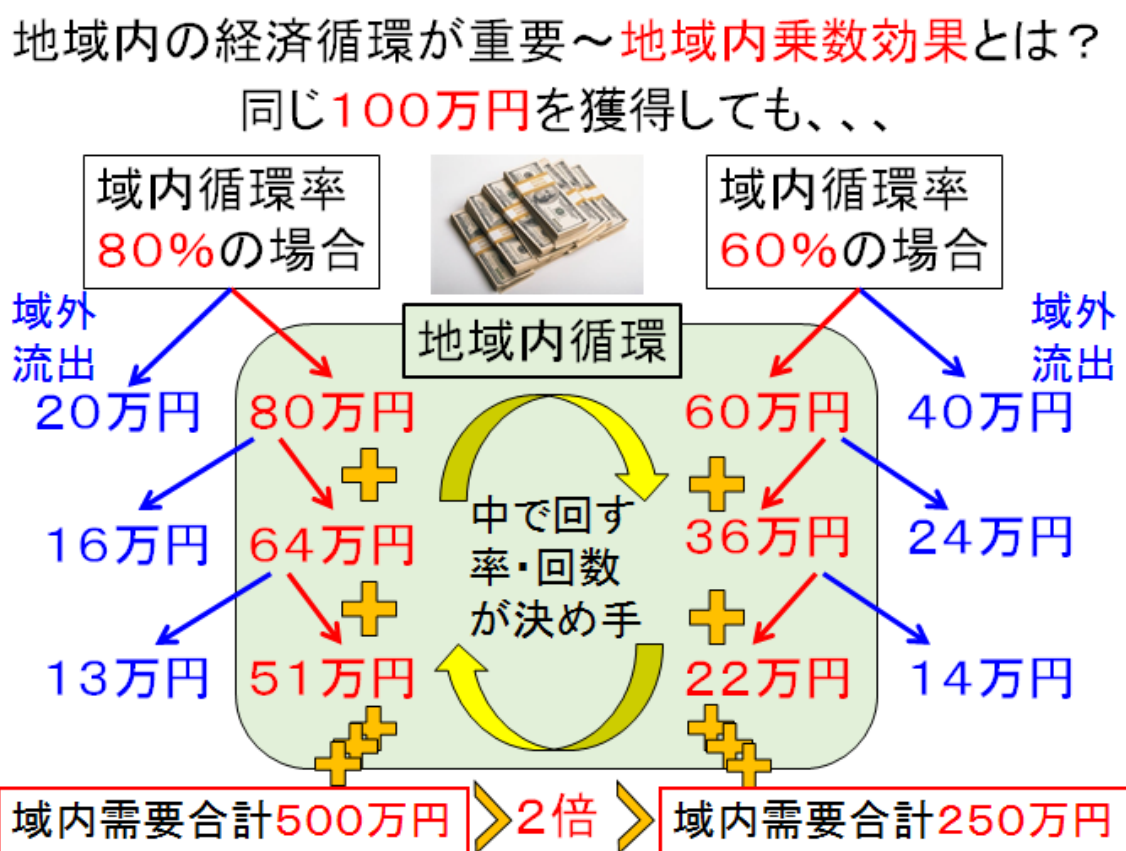 地域内の経済循環が重要～地域内乗数効果とは？
同じ１００万円を獲得しても、、、
域内循環率
８０％の場合
域内循環率
６０％の場合
域外
流出
地域内循環
域外
流出
２０万円
８０万円
６０万円
４０万円
中で回す
率・回数
が決め手
１６万円
６４万円
３６万円
２４万円
１３万円
５１万円
２２万円
１４万円
域内需要合計５００万円
２倍
域内需要合計２５０万円